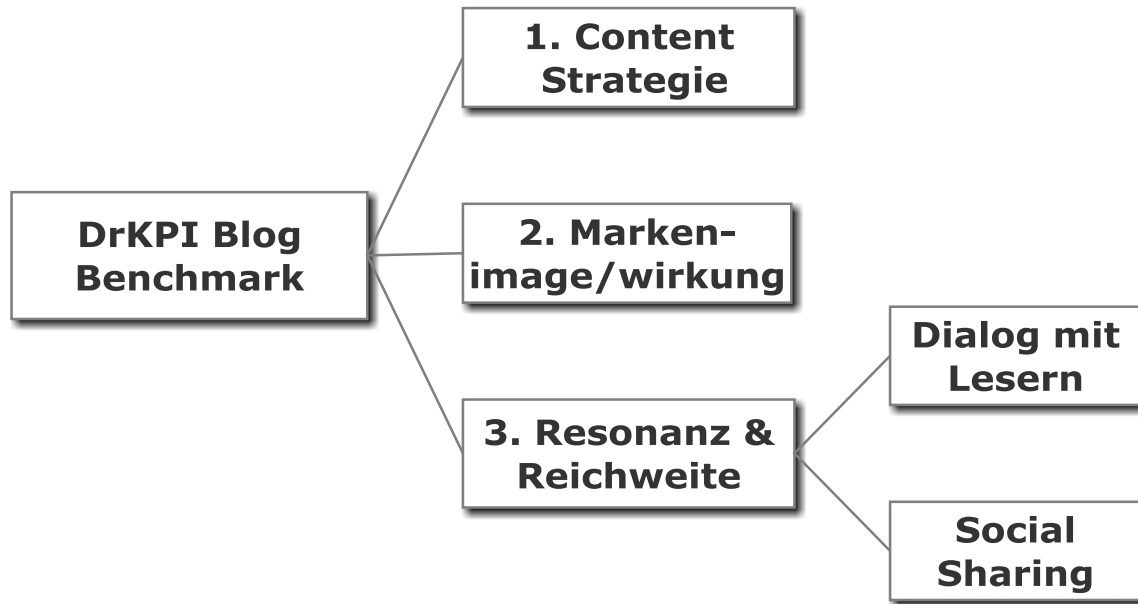 1. Content
Strategie
DrKPI Blog
Benchmark
2. Marken-
image/wirkung
3. Resonanz &
Reichweite
Dialog mit
Lesern
Social
Sharing